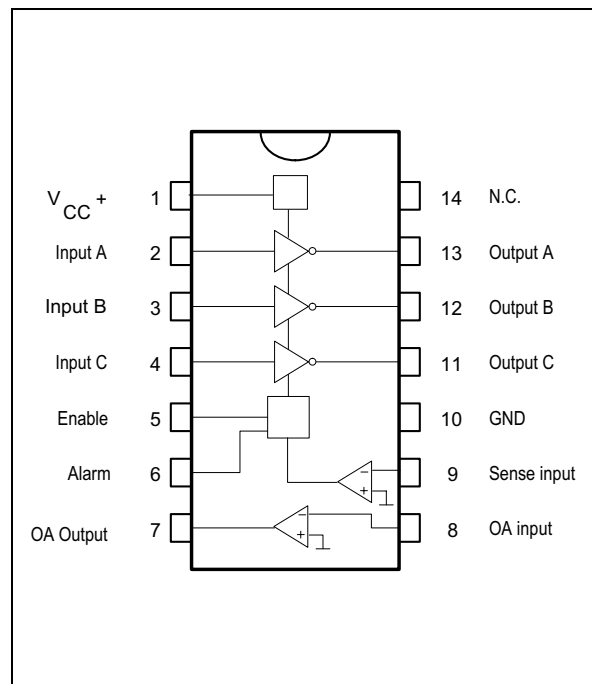 VCC + 1 14 N.C.
Input A 2 13 Output A
Input B 3 12 Output B
Input C 4 11 Output C
Enable 5 10 GND
Alarm 6 9 Sense input
OA Output 7 8 OA input
− +
− +